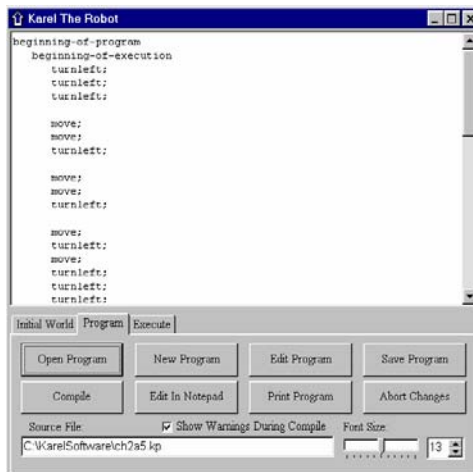 Karel The Robot
beginning-of-program
beginning-of-execution
turnleft;
turnleft;
turnleft;
move;
move;
turnleft;
move;
move;
turnleft;
move;
turnleft;
move;
turnleft;
turnleft;
turnleft;
Initial World Program Execute
Open Program New Program Edit Program Save Program
Compile Edit In Notepad Print Program Abort Changes
Source File: Show Warnings During Compile Font Size:
C:\KarelSoftware\ch2a5.kp 13